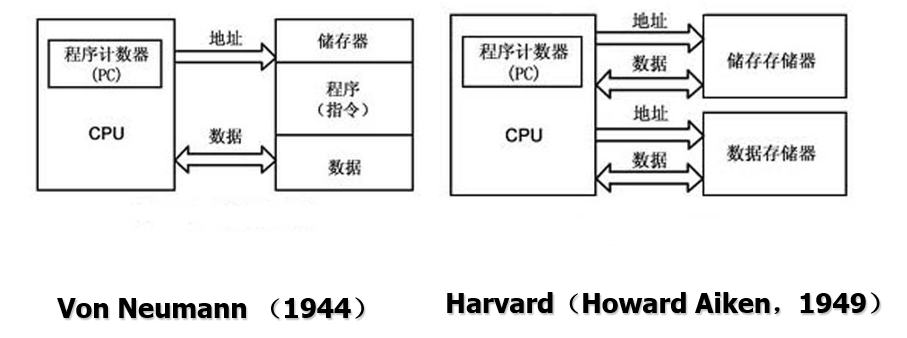 程序计数器
(PC)
CPU
地址
数据
储存器
程序
（指令）
数据
程序计数器
(PC)
CPU
地址
数据
地址
数据
储存存储器
数据存储器
Von Neumann （1944）
Harvard（Howard Aiken，1949）